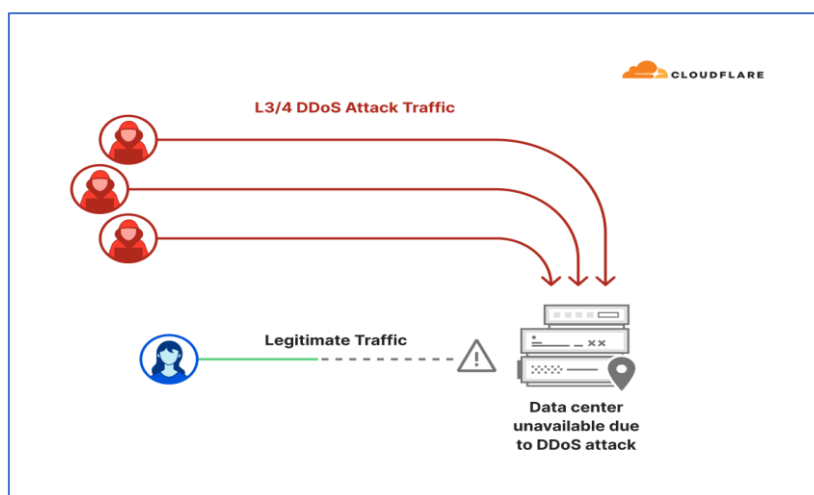 CLOUDFLARE
L3/4 DDoS Attack Traffic
Legitimate Traffic
Data center
unavailable due
to DDoS attack